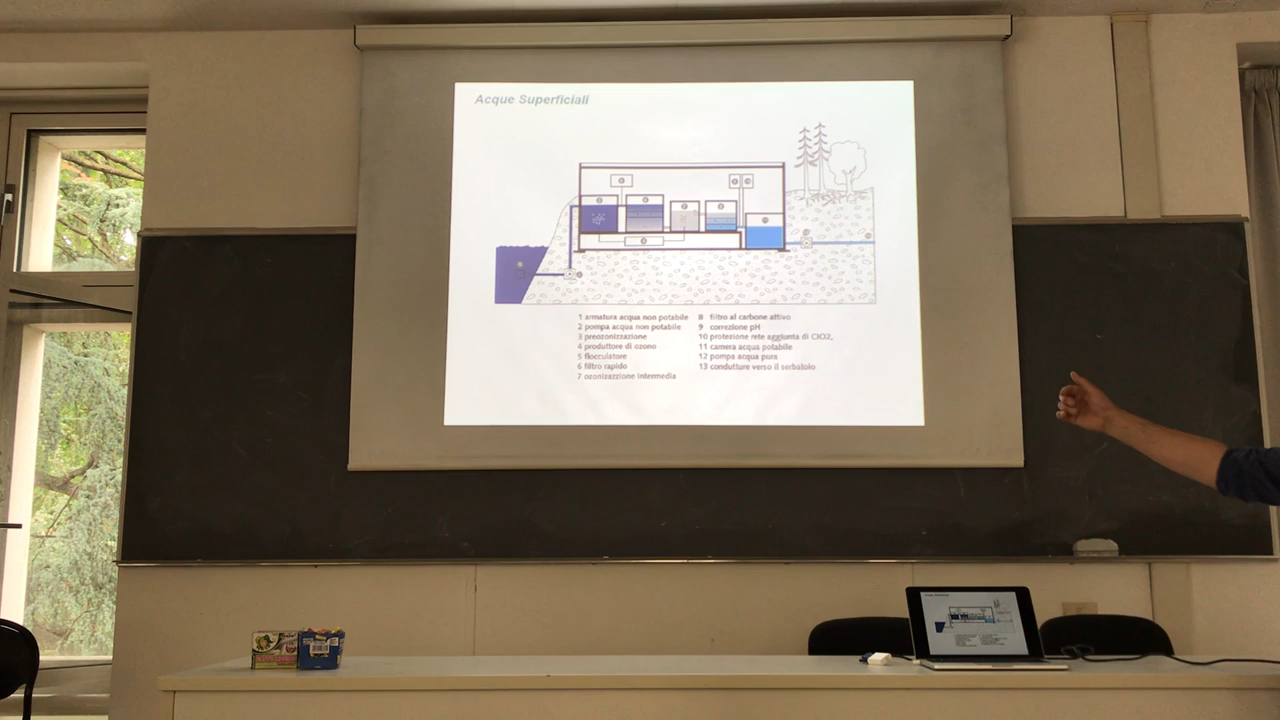 Acque Superficiali
1 armatura acqua non potabile
2 pompa acqua non potabile
3 preozonizzazione
4 produttore di ozono
5 flocculatore
6 filtro rapido
7 ozonizazzione intermedia
8 filtro al carbone attivo
9 correzione pH
10 protezione rete aggiunta di ClO2,
11 camera acqua potabile
12 pompa acqua pura
13 condutture verso il serbatoio